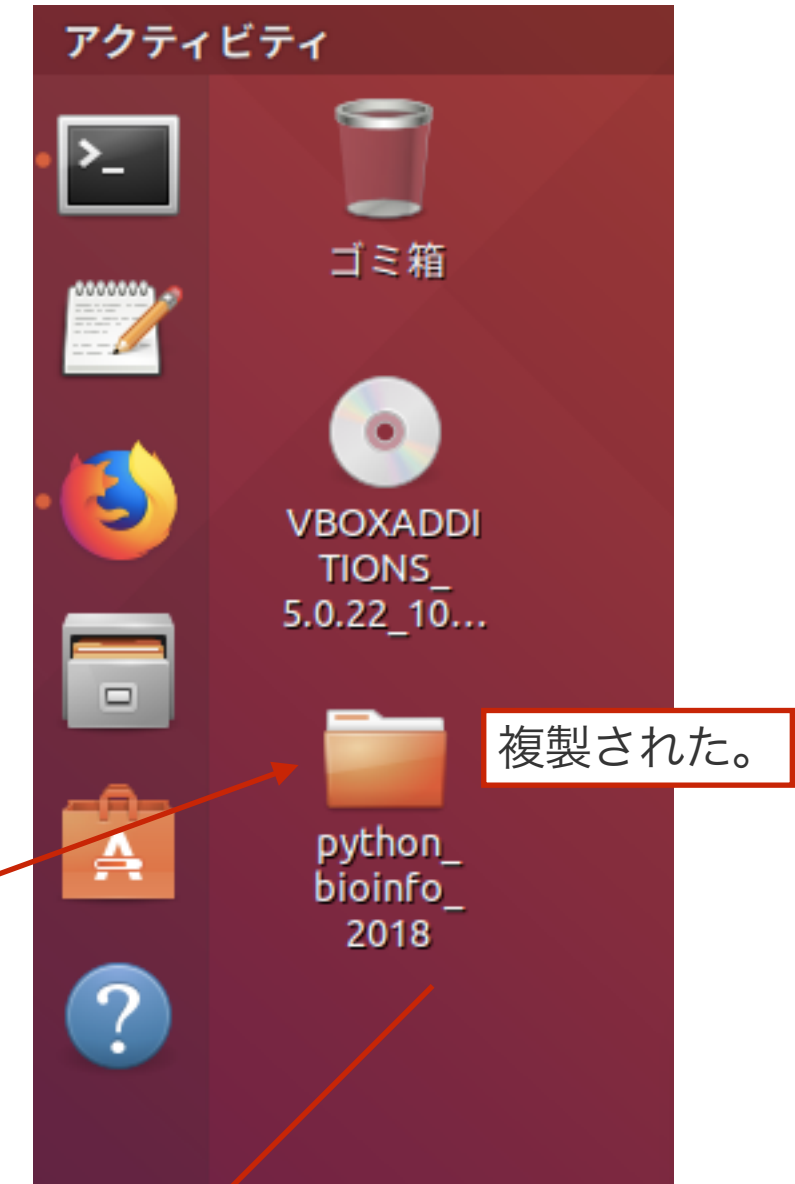 アクティビティ
ゴミ箱
VBOXADDI
TIONS_
5.0.22_10...
複製された。
python_
bioinfo_
2018